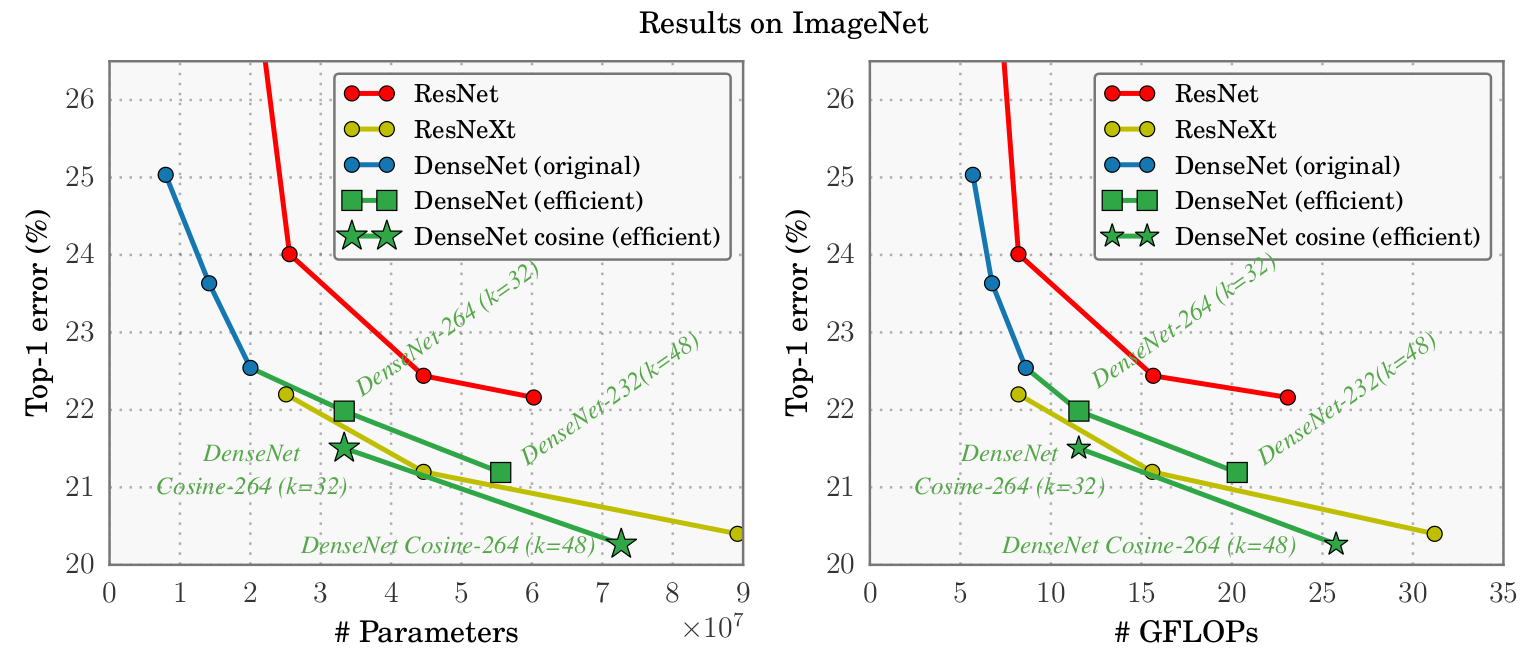 Results on ImageNet
Top-1 error (%)
26
25
24
23
22
21
20
ResNet
ResNeXt
DenseNet (original)
DenseNet (efficient)
DenseNet cosine (efficient)
DenseNet-264 (k=32)
DenseNet-232(k=48)
DenseNet
Cosine-264 (k=32)
DenseNet Cosine-264 (k=48)
0 1 2 3 4 5 6 7 8 9
×10⁷
# Parameters
Top-1 error (%)
26
25
24
23
22
21
20
ResNet
ResNeXt
DenseNet (original)
DenseNet (efficient)
DenseNet cosine (efficient)
DenseNet-264 (k=32)
DenseNet-232(k=48)
DenseNet
Cosine-264 (k=32)
DenseNet Cosine-264 (k=48)
0 5 10 15 20 25 30 35
# GFLOPs